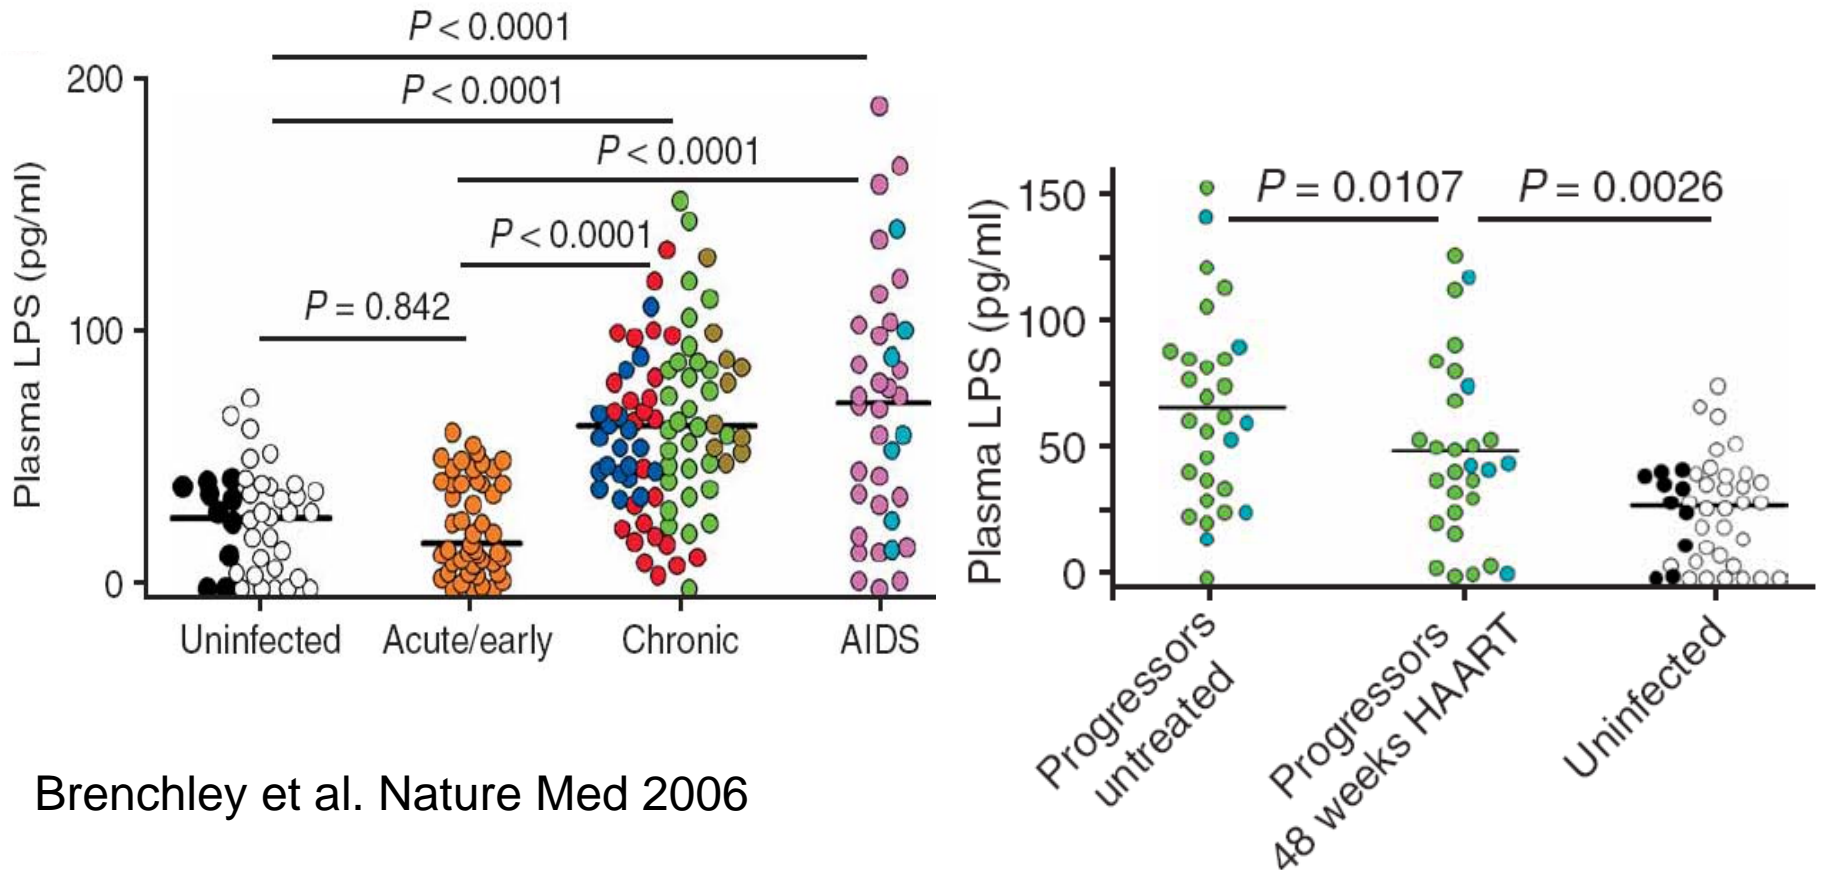 P < 0.0001
P < 0.0001
P < 0.0001
P < 0.0001
P = 0.842
200
100
0
Plasma LPS (pg/ml)
Uninfected
Acute/early
Chronic
AIDS
P = 0.0107
P = 0.0026
150
100
50
0
Plasma LPS (pg/ml)
Progressors
untreated
Progressors
48 weeks HAART
Uninfected
Brenchley et al. Nature Med 2006